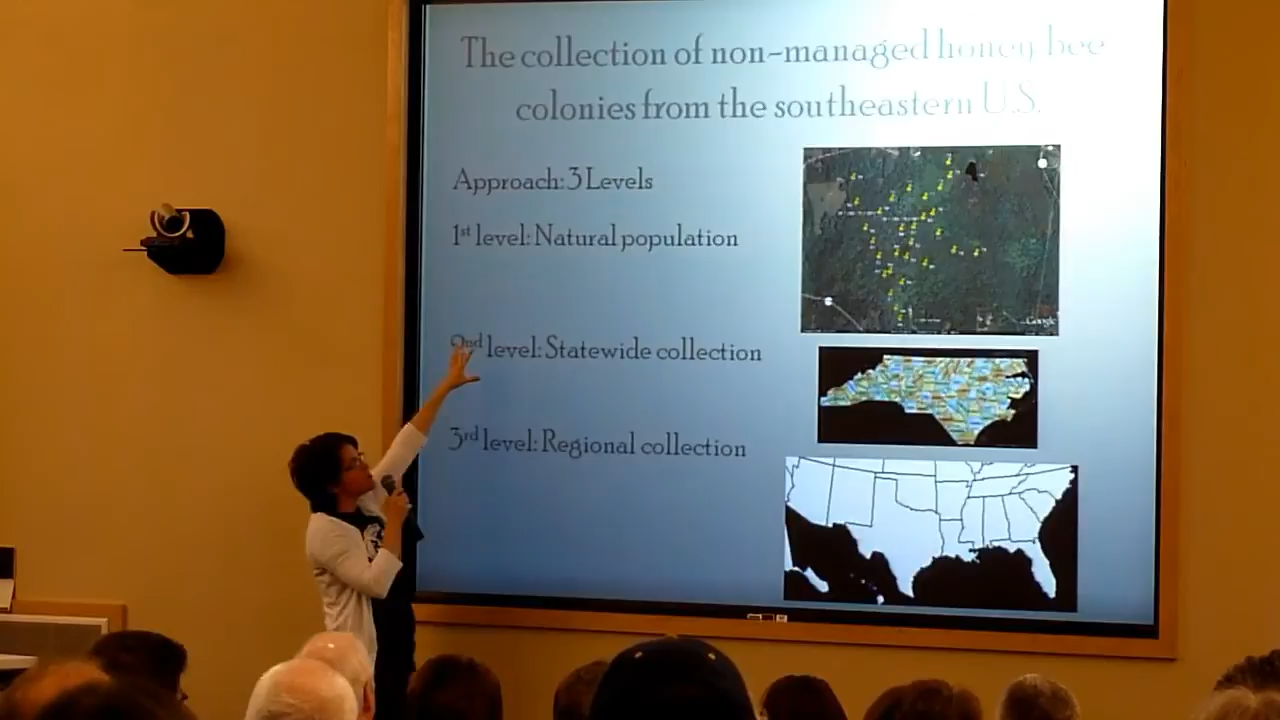 The collection of non-managed honey bee
colonies from the southeastern U.S.
Approach: 3 Levels
1st level: Natural population
2nd level: Statewide collection
3rd level: Regional collection
Google